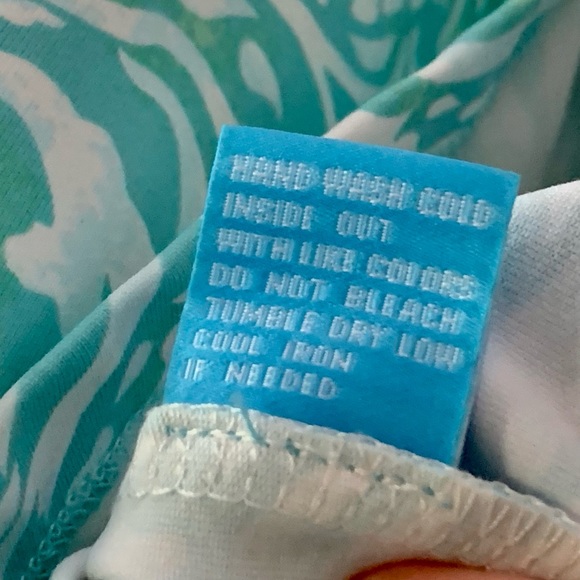 HAND WASH COLD
INSIDE OUT
WITH LIKE COLORS
DO NOT BLEACH
TUMBLE DRY LOW
COOL IRON
IF NEEDED